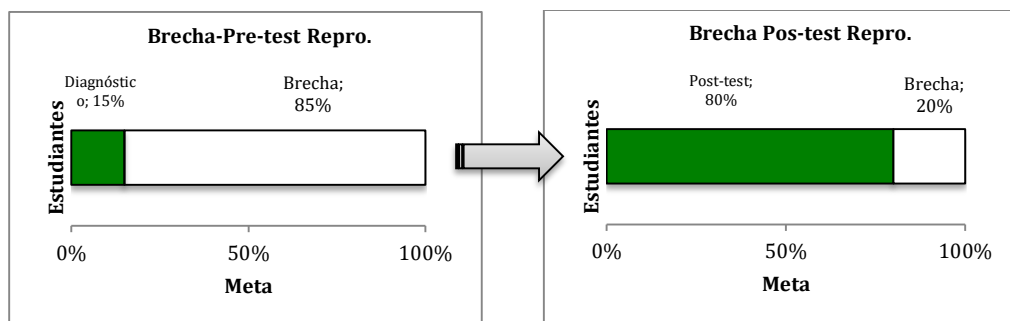 Brecha-Pre-test Repro.
Diagnóstic
o; 15%
Brecha;
85%
Estudiantes
0%
50%
100%
Meta
Brecha Pos-test Repro.
Post-test;
80%
Brecha;
20%
Estudiantes
0%
50%
100%
Meta